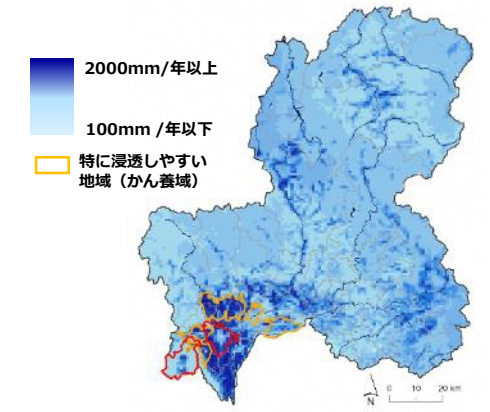 2000mm/年以上
100mm /年以下
特に浸透しやすい
地域（かん養域）
0 10 20 km
N